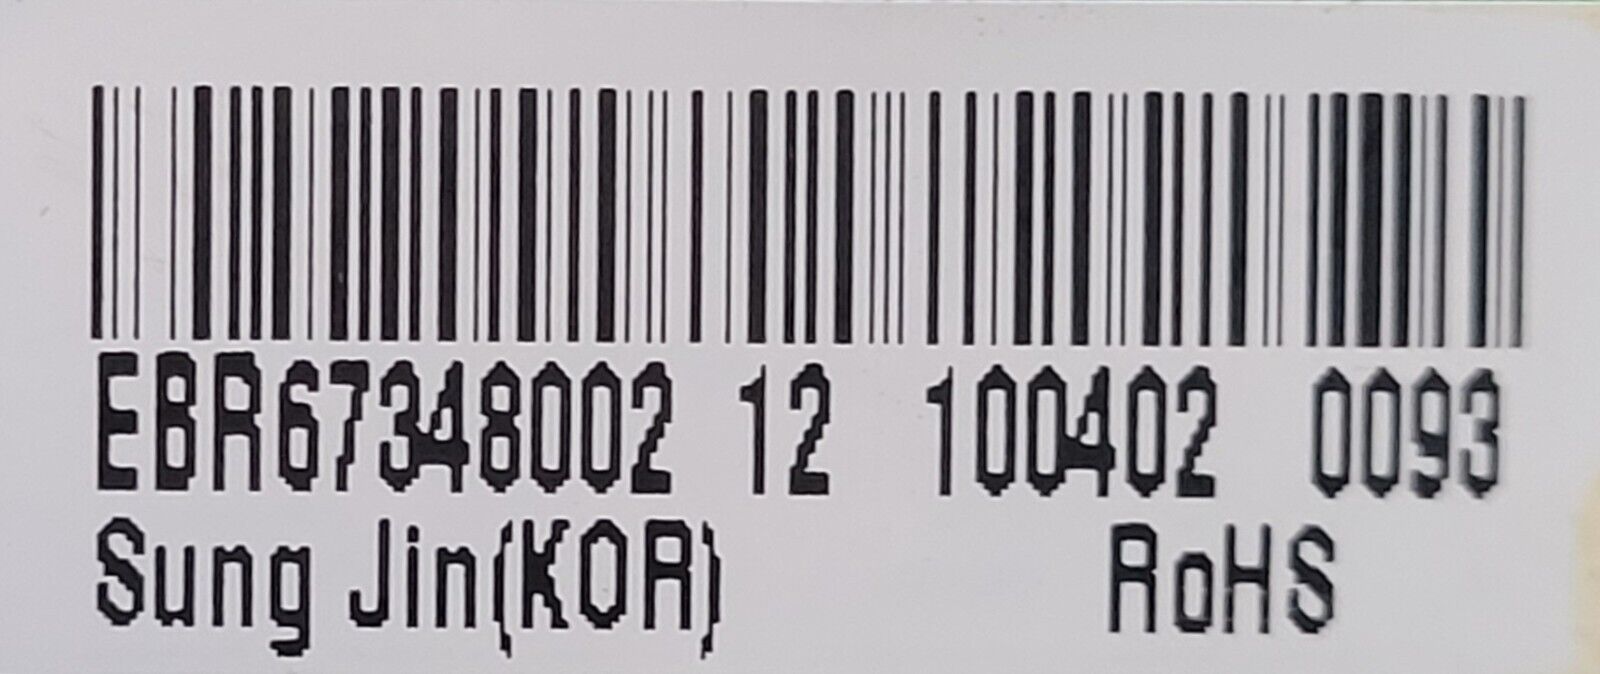 EBR67348002 12 100402 0093
Sung Jin(KOR) RoHS